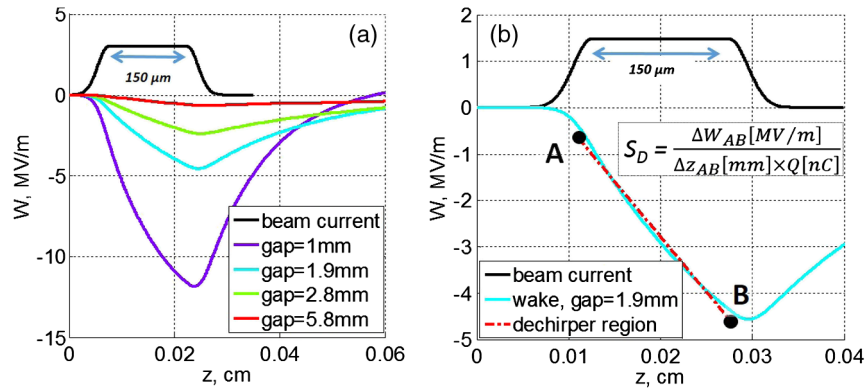 (a)
5
0
-5
-10
-15
W, MV/m
150 μm
beam current
gap=1mm
gap=1.9mm
gap=2.8mm
gap=5.8mm
0
0.02
0.04
0.06
z, cm
(b)
2
1
0
-1
-2
-3
-4
-5
W, MV/m
150 μm
A
B
S_D = ΔW_AB[MV/m] / Δz_AB[mm]×Q[nC]
beam current
wake, gap=1.9mm
dechirper region
0
0.01
0.02
0.03
0.04
z, cm